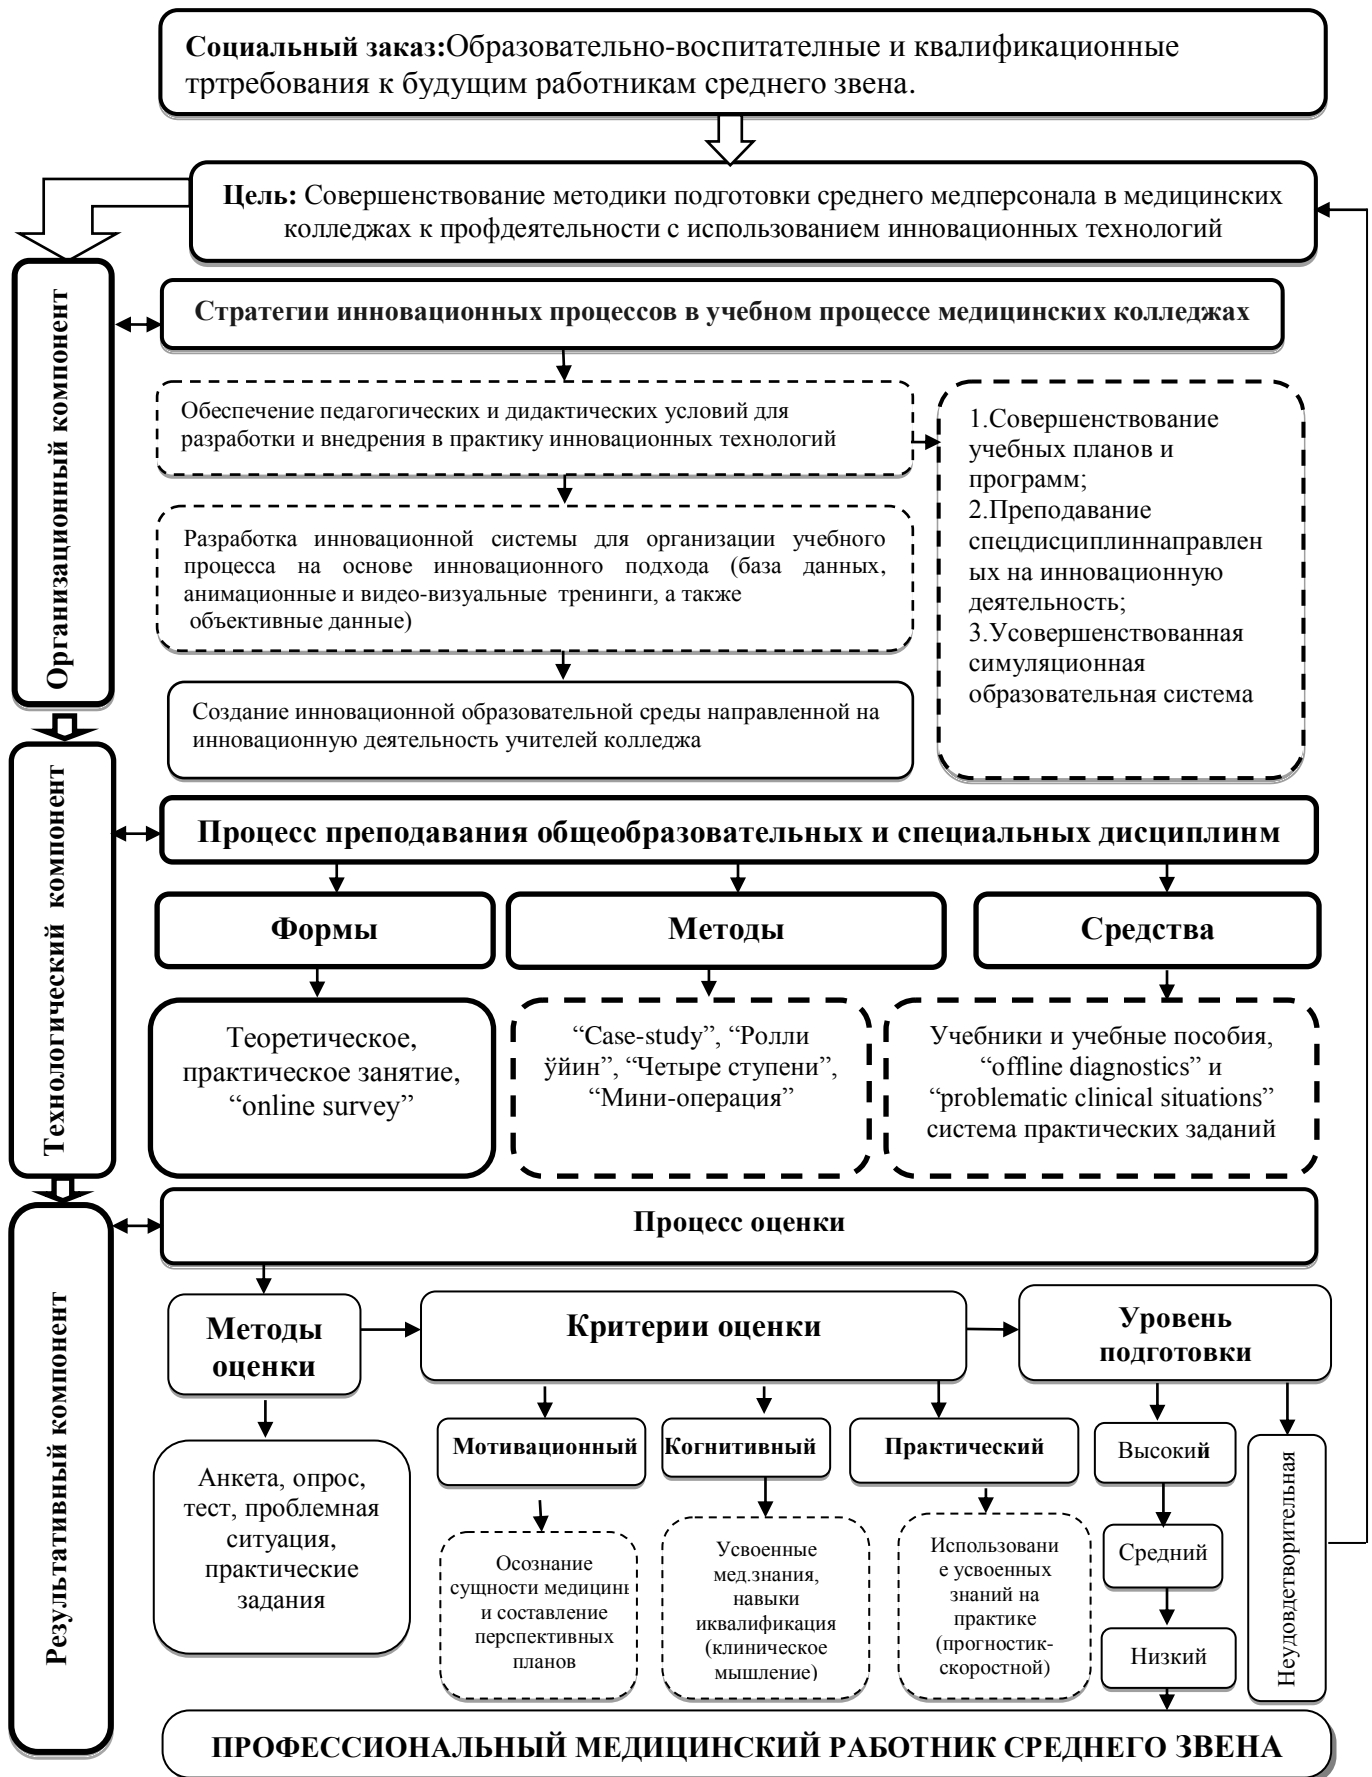 Социальный заказ:Образовательно-воспитателные и квалификационные
тртребования к будущим работникам среднего звена.
Цель: Совершенствование методики подготовки среднего медперсонала в медицинских
колледжах к профдеятельности с использованием инновационных технологий
Организационный компонент
Стратегии инновационных процессов в учебном процессе медицинских колледжах
Обеспечение педагогических и дидактических условий для
разработки и внедрения в практику инновационных технологий
1.Совершенствование
учебных планов и
программ;
2.Преподавание
спецдисциплиннаправлен
ых на инновационную
деятельность;
3.Усовершенствованная
симуляционная
образовательная система
Разработка инновационной системы для организации учебного
процесса на основе инновационного подхода (база данных,
анимационные и видео-визуальные тренинги, а также
объективные данные)
Создание инновационной образовательной среды направленной на
инновационную деятельность учителей колледжа
Технологический компонент
Процесс преподавания общеобразовательных и специальных дисциплинм
Формы
Методы
Средства
Теоретическое,
практическое занятие,
“online survey”
“Case-study”, “Ролли
ўйин”, “Четыре ступени”,
“Мини-операция”
Учебники и учебные пособия,
“offline diagnostics” и
“problematic clinical situations”
система практических заданий
Результативный компонент
Процесс оценки
Методы
оценки
Критерии оценки
Уровень
подготовки
Анкета, опрос,
тест, проблемная
ситуация,
практические
задания
Мотивационный
Когнитивный
Практический
Осознание
сущности медицины
и составление
перспективных
планов
Усвоенные
мед.знания,
навыки
иквалификация
(клиническое
мышление)
Использовани
е усвоенных
знаний на
практике
(прогностик-
скоростной)
Высокий
Средний
Низкий
Неудовдетворительная
ПРОФЕССИОНАЛЬНЫЙ МЕДИЦИНСКИЙ РАБОТНИК СРЕДНЕГО ЗВЕНА